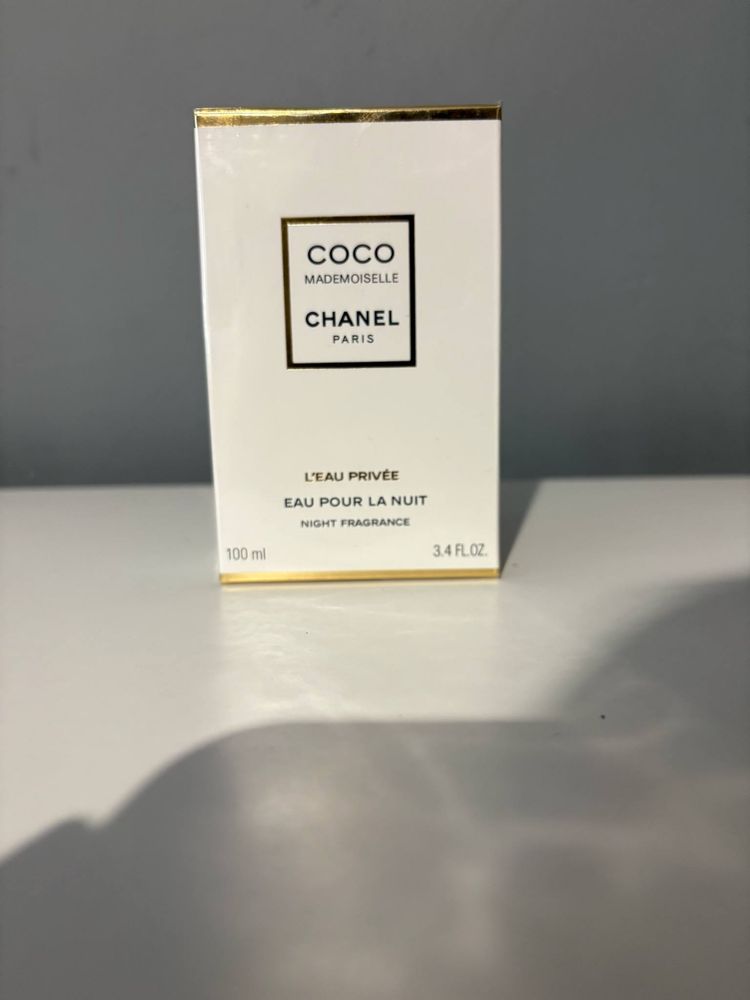 COCO
MADEMOISELLE
CHANEL
PARIS
L'EAU PRIVÉE
EAU POUR LA NUIT
NIGHT FRAGRANCE
100 ml 3.4 FL.OZ.